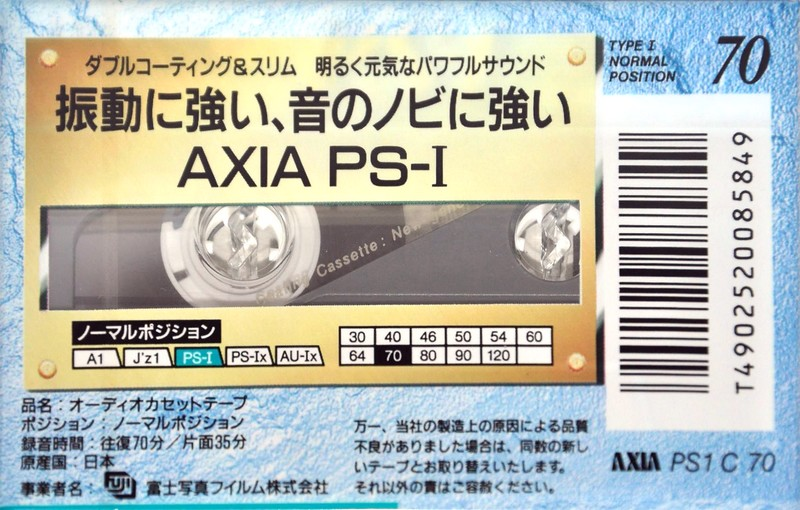 ダブルコーティング&スリム 明るく元気なパワフルサウンド
振動に強い、音のノビに強い
AXIA PS-I
Cassette : New
ノーマルポジション
A1 J'z1 PS-I PS-Ix AU-Ix
30 40 46 50 54 60
64 70 80 90 120
TYPE I
NORMAL
POSITION
70
T4902520085849
品名:オーディオカセットテープ
ポジション:ノーマルポジション
録音時間:往復70分/片面35分
原産国:日本
事業者名: FUJI 富士写真フイルム株式会社
万一、当社の製造上の原因による品質
不良がありました場合は、同数の新し
いテープとお取り替えいたします。
それ以外の責はご容赦ください。
AXIA PS1 C 70